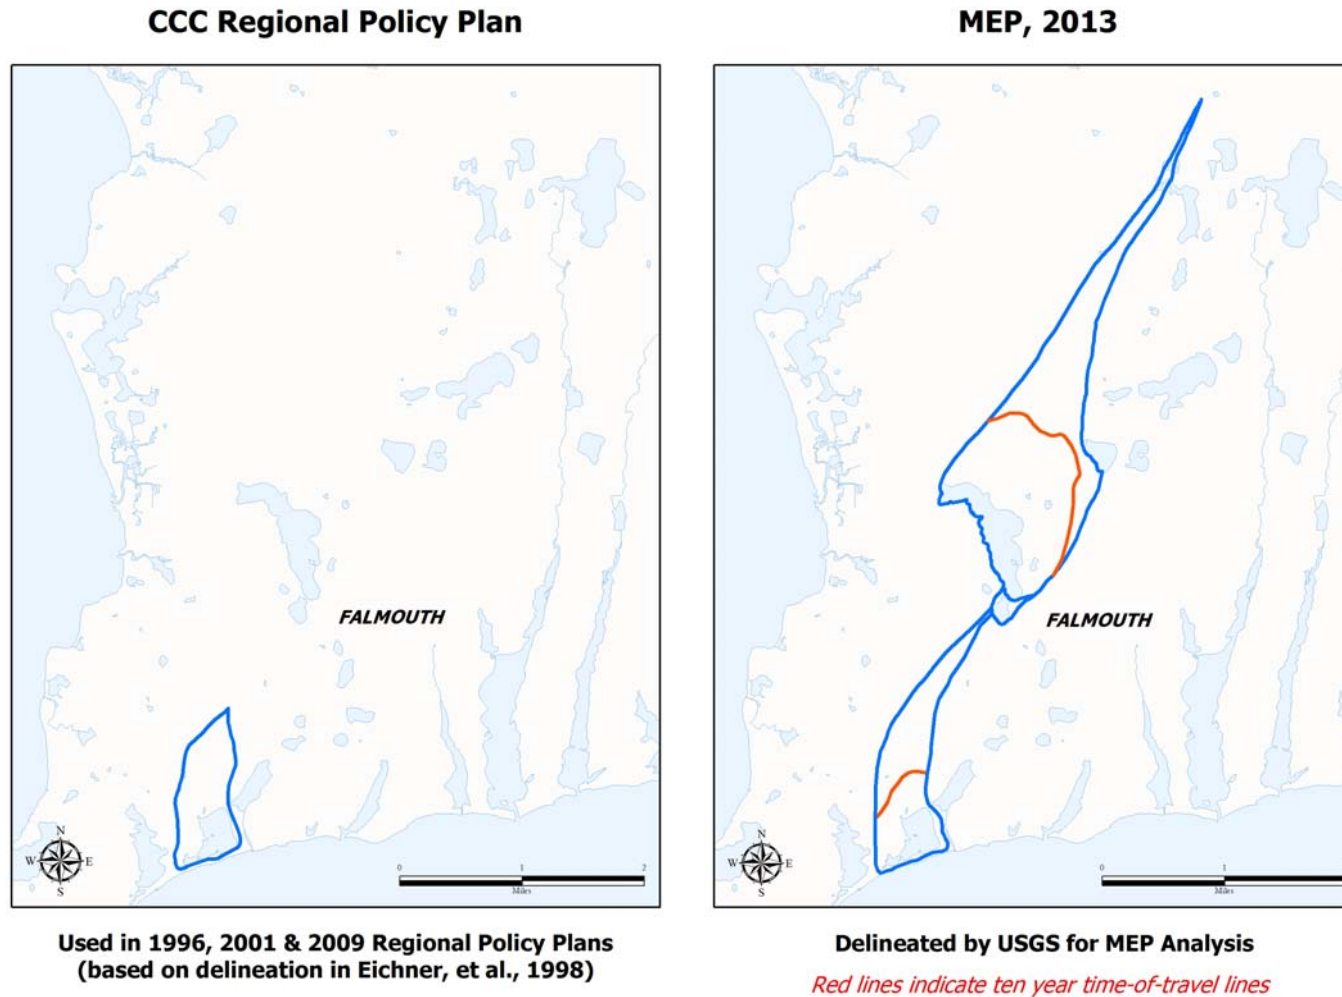 CCC Regional Policy Plan
MEP, 2013
FALMOUTH
N
W E
S
0 1 2
Miles
FALMOUTH
N
W E
S
0 1
Miles
Used in 1996, 2001 & 2009 Regional Policy Plans
(based on delineation in Eichner, et al., 1998)
Delineated by USGS for MEP Analysis
Red lines indicate ten year time-of-travel lines